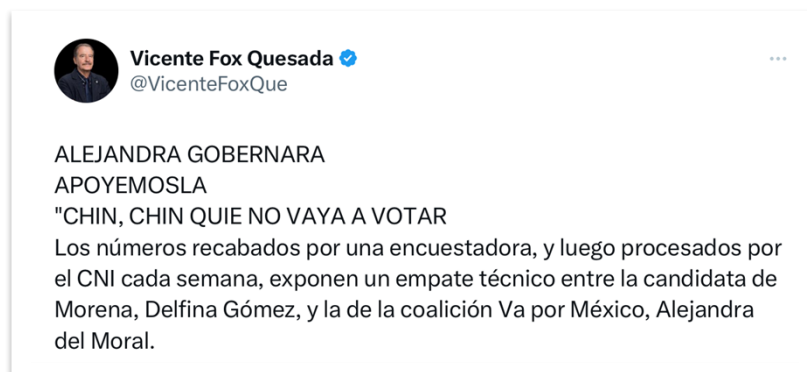 Vicente Fox Quesada
@VicenteFoxQue
ALEJANDRA GOBERNARA
APOYEMOSLA
"CHIN, CHIN QUIE NO VAYA A VOTAR
Los números recabados por una encuestadora, y luego procesados por
el CNI cada semana, exponen un empate técnico entre la candidata de
Morena, Delfina Gómez, y la de la coalición Va por México, Alejandra
del Moral.